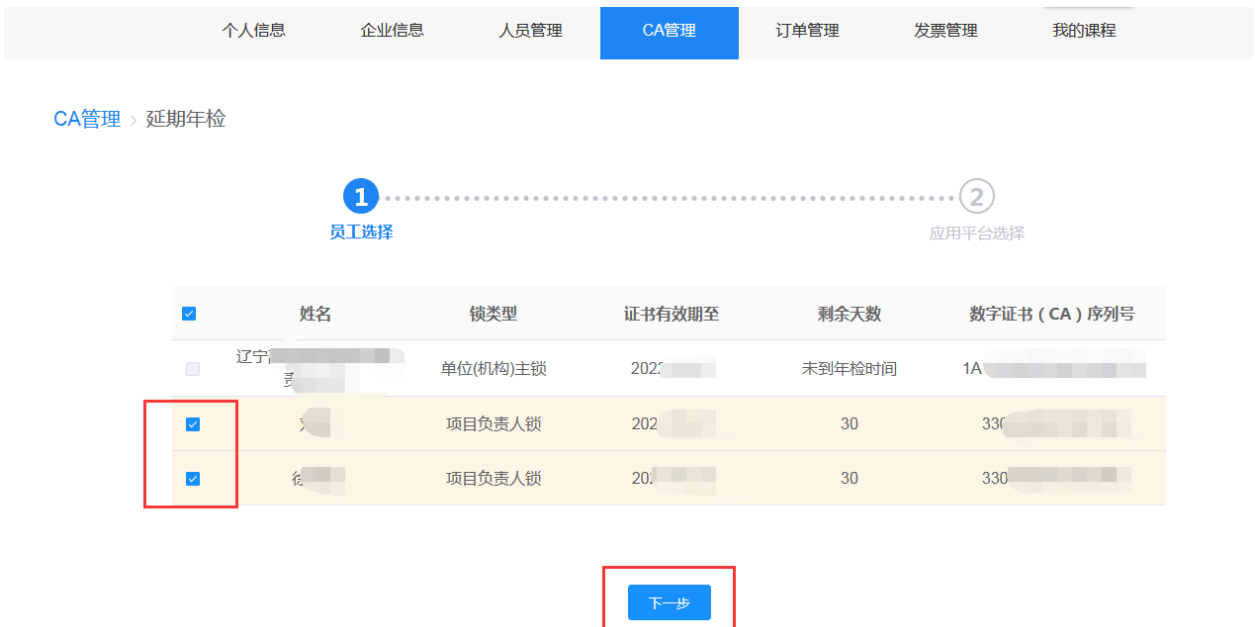 个人信息 企业信息 人员管理 CA管理 订单管理 发票管理 我的课程
CA管理 > 延期年检
1 2
员工选择 应用平台选择
姓名 锁类型 证书有效期至 剩余天数 数字证书（CA）序列号
辽宁 单位(机构)主锁 202 未到年检时间 1A
项目负责人锁 202 30 330
徐 项目负责人锁 202 30 330
下一步